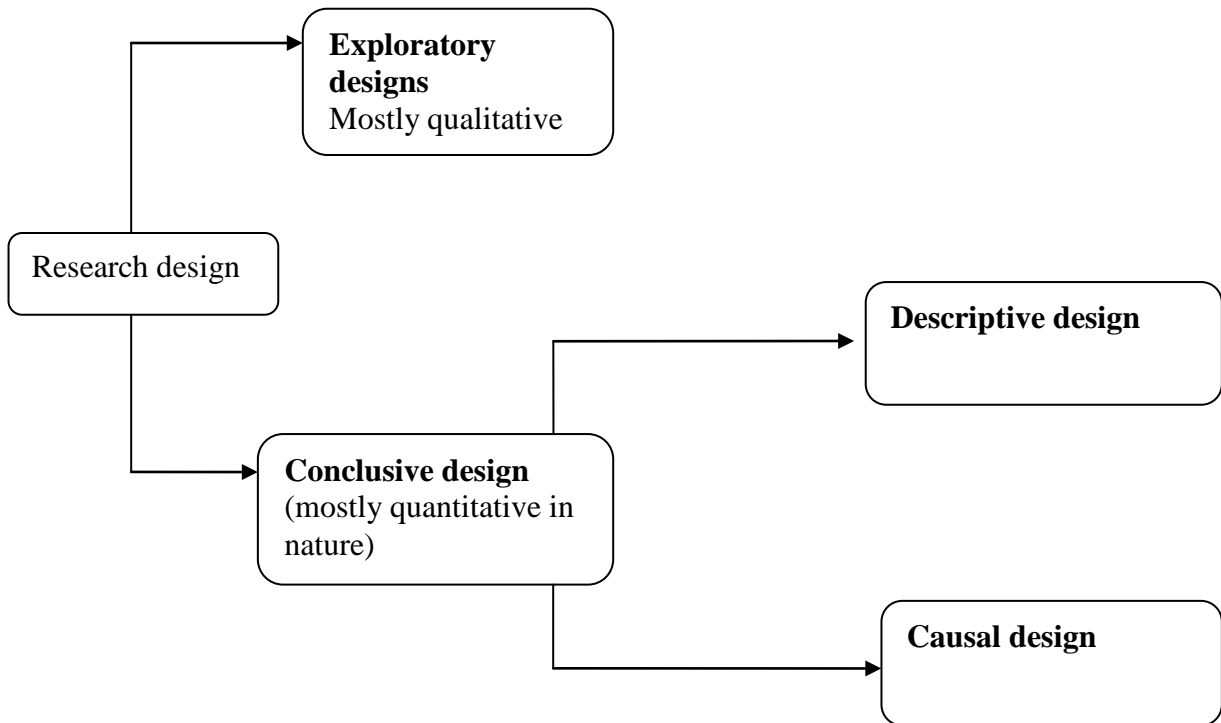 Exploratory
designs
Mostly qualitative
Research design
Descriptive design
Conclusive design
(mostly quantitative in
nature)
Causal design